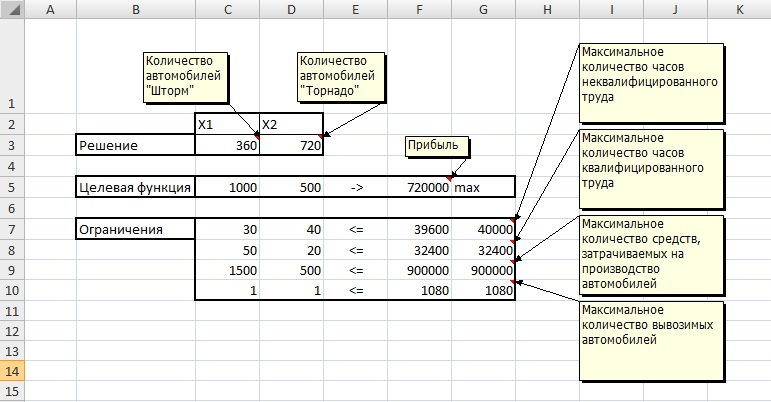 A B C D E F G H I J K
1
Количество автомобилей "Шторм"
Количество автомобилей "Торнадо"
Максимальное количество часов неквалифицированного труда
2 X1 X2
3 Решение 360 720
Прибыль
4
Максимальное количество часов квалифицированного труда
5 Целевая функция 1000 500 -> 720000 max
6
7 Ограничения 30 40 <= 39600 40000
Максимальное количество средств, затрачиваемых на производство автомобилей
8 50 20 <= 32400 32400
9 1500 500 <= 900000 900000
10 1 1 <= 1080 1080
Максимальное количество вывозимых автомобилей
11
12
13
14
15